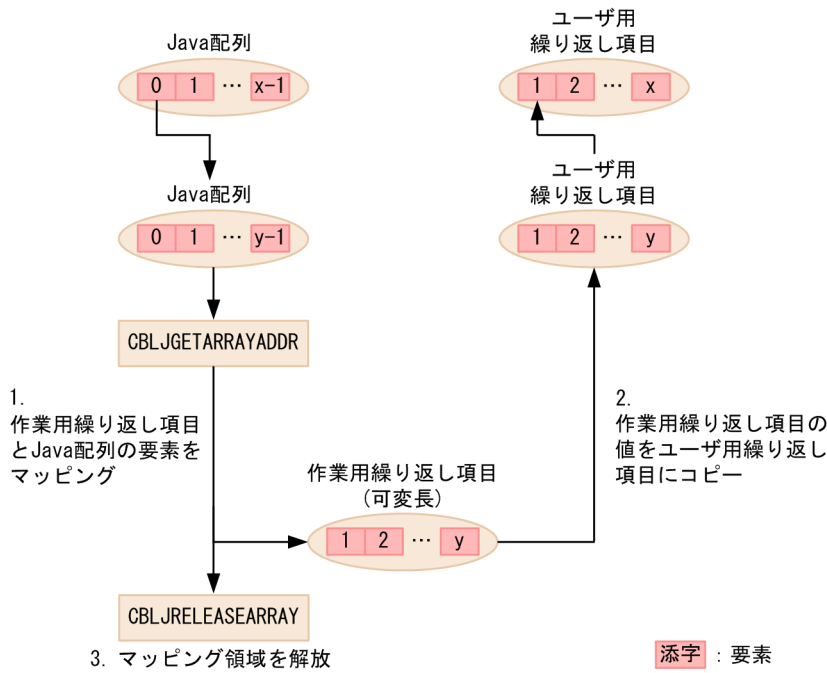 Java配列
0 1 … x-1
ユーザ用
繰り返し項目
1 2 … x
Java配列
0 1 … y-1
ユーザ用
繰り返し項目
1 2 … y
CBLJGETARRAYADDR
1.
作業用繰り返し項目
とJava配列の要素を
マッピング
2.
作業用繰り返し項目の
値をユーザ用繰り返し
項目にコピー
作業用繰り返し項目
(可変長)
1 2 … y
CBLJRELEASEARRAY
3. マッピング領域を解放
添字 : 要素